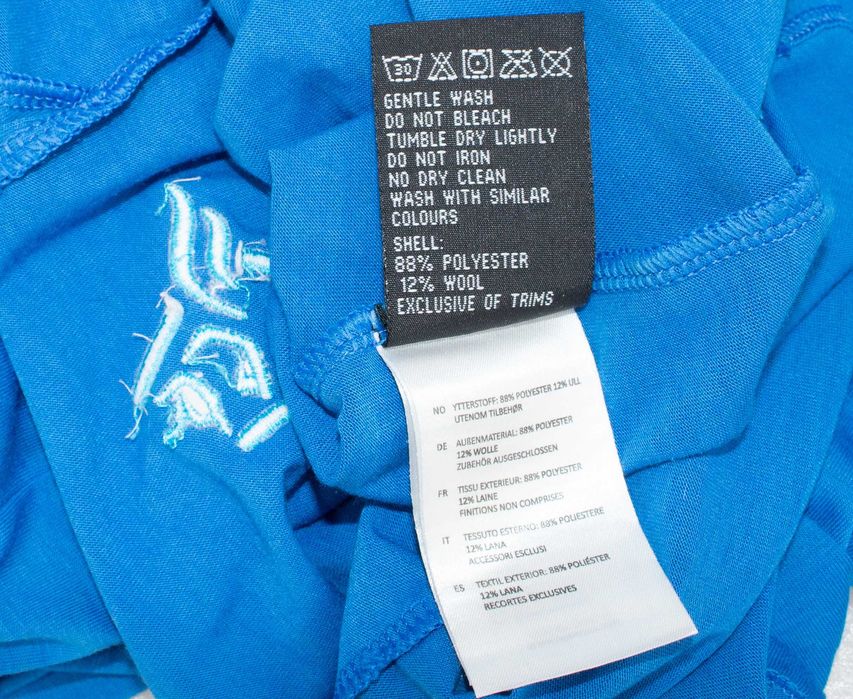 30
GENTLE WASH
DO NOT BLEACH
TUMBLE DRY LIGHTLY
DO NOT IRON
NO DRY CLEAN
WASH WITH SIMILAR
COLOURS
SHELL:
88% POLYESTER
12% WOOL
EXCLUSIVE OF TRIMS
NO YTTERSTOFF: 88% POLYESTER 12% ULL
UTENOM TILBEHØR
DE AUßENMATERIAL: 88% POLYESTER
12% WOLLE
ZUBEHÖR AUSGESCHLOSSEN
FR TISSU EXTERIEUR: 88% POLYESTER
12% LAINE
FINITIONS NON COMPRISES
IT TESSUTO ESTERNO: 88% POLIESTERE
12% LANA
ACCESSORI ESCLUSI
ES TEXTIL EXTERIOR: 88% POLIÉSTER
12% LANA
RECORTES EXCLUSIVOS